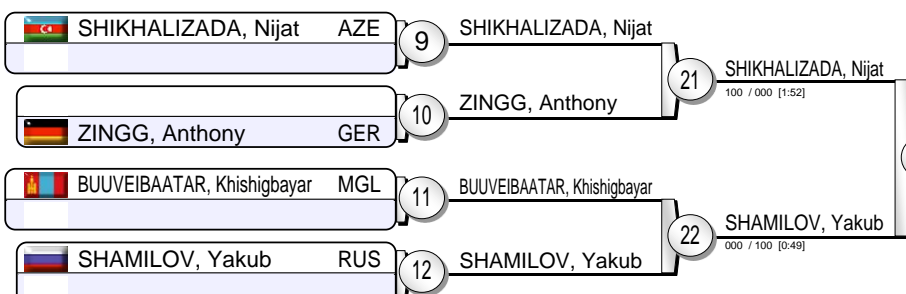 SHIKHALIZADA, Nijat AZE
9
SHIKHALIZADA, Nijat
ZINGG, Anthony GER
10
ZINGG, Anthony
21
SHIKHALIZADA, Nijat
100 / 000 [1:52]
BUUVEIBAATAR, Khishigbayar MGL
11
BUUVEIBAATAR, Khishigbayar
SHAMILOV, Yakub RUS
12
SHAMILOV, Yakub
22
SHAMILOV, Yakub
000 / 100 [0:49]